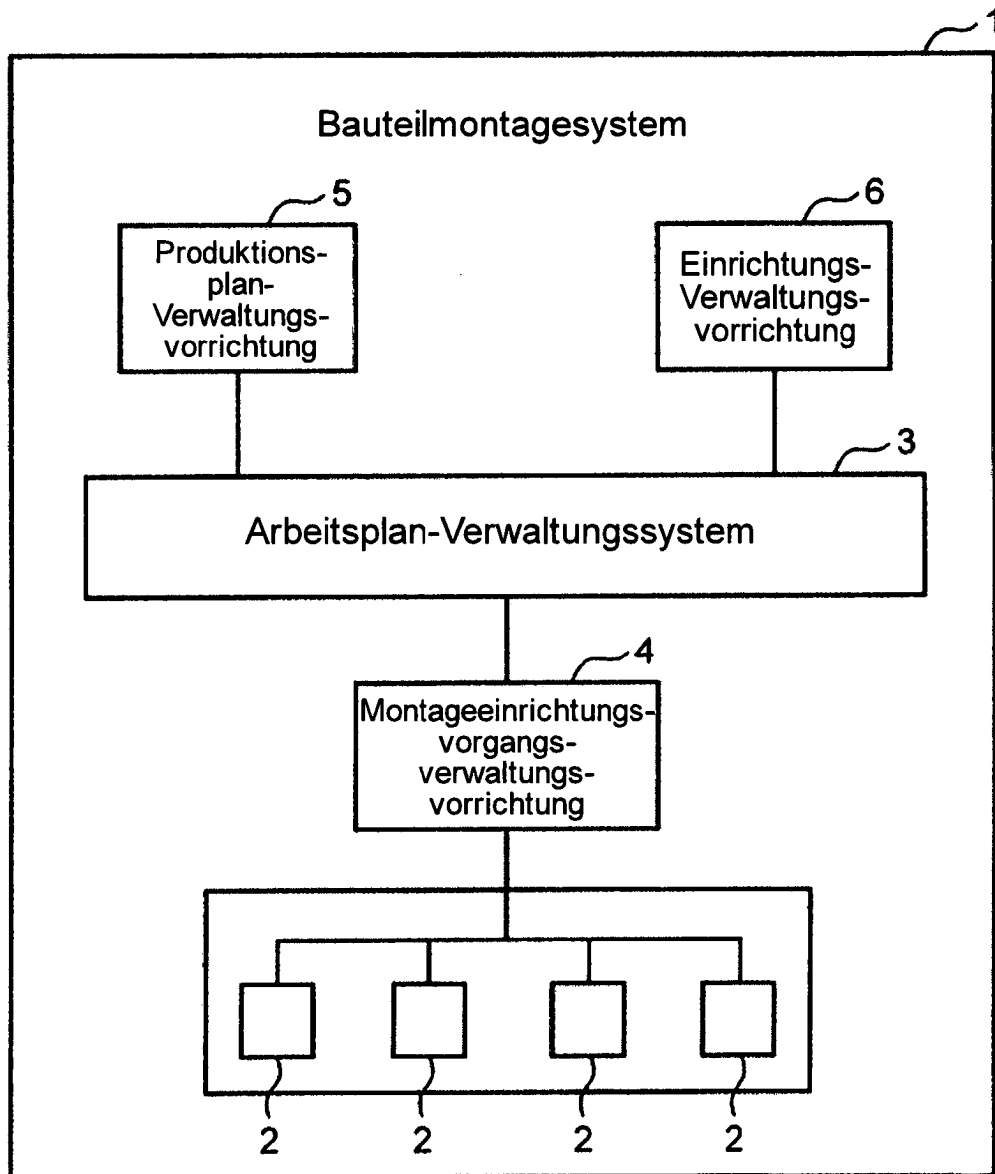 1
Bauteilmontagesystem
5
6
Produktions-
plan-
Verwaltungs-
vorrichtung
Einrichtungs-
Verwaltungs-
vorrichtung
3
Arbeitsplan-Verwaltungssystem
4
Montageeinrichtungs-
vorgangs-
verwaltungs-
vorrichtung
2 2 2 2